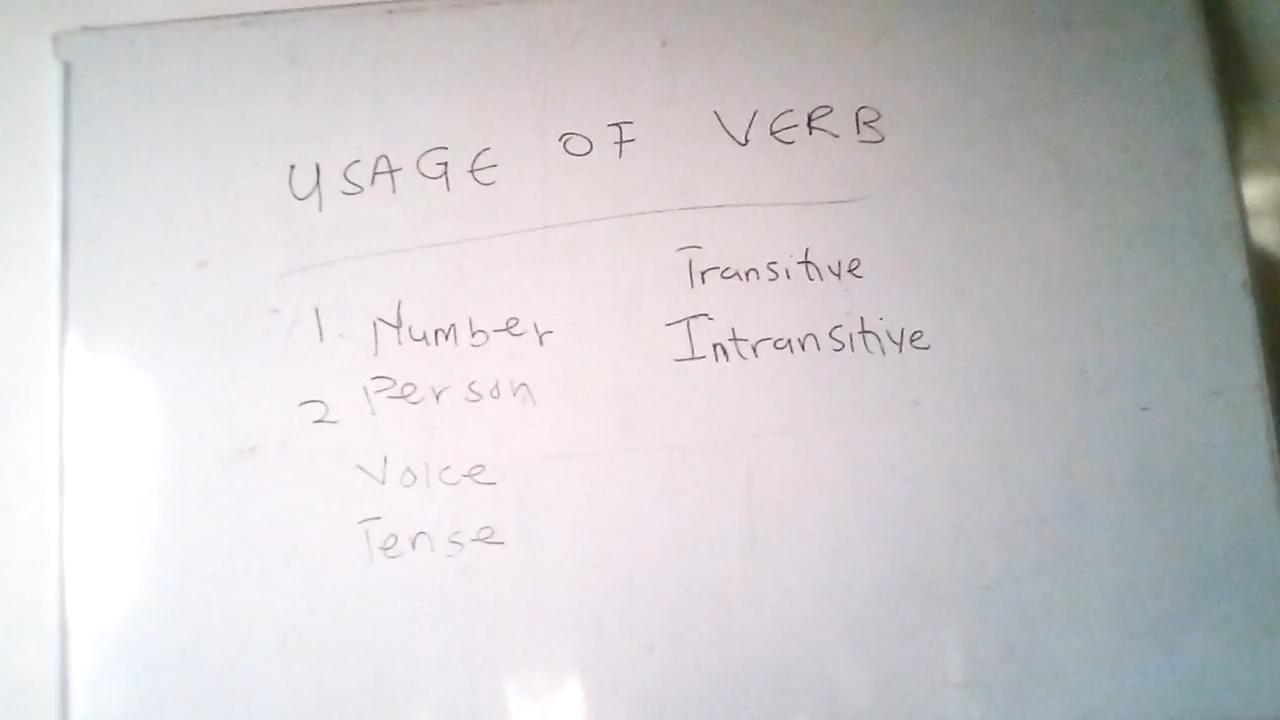 USAGE OF VERB
1. Number
2 Person
Voice
Tense
Transitive
Intransitive